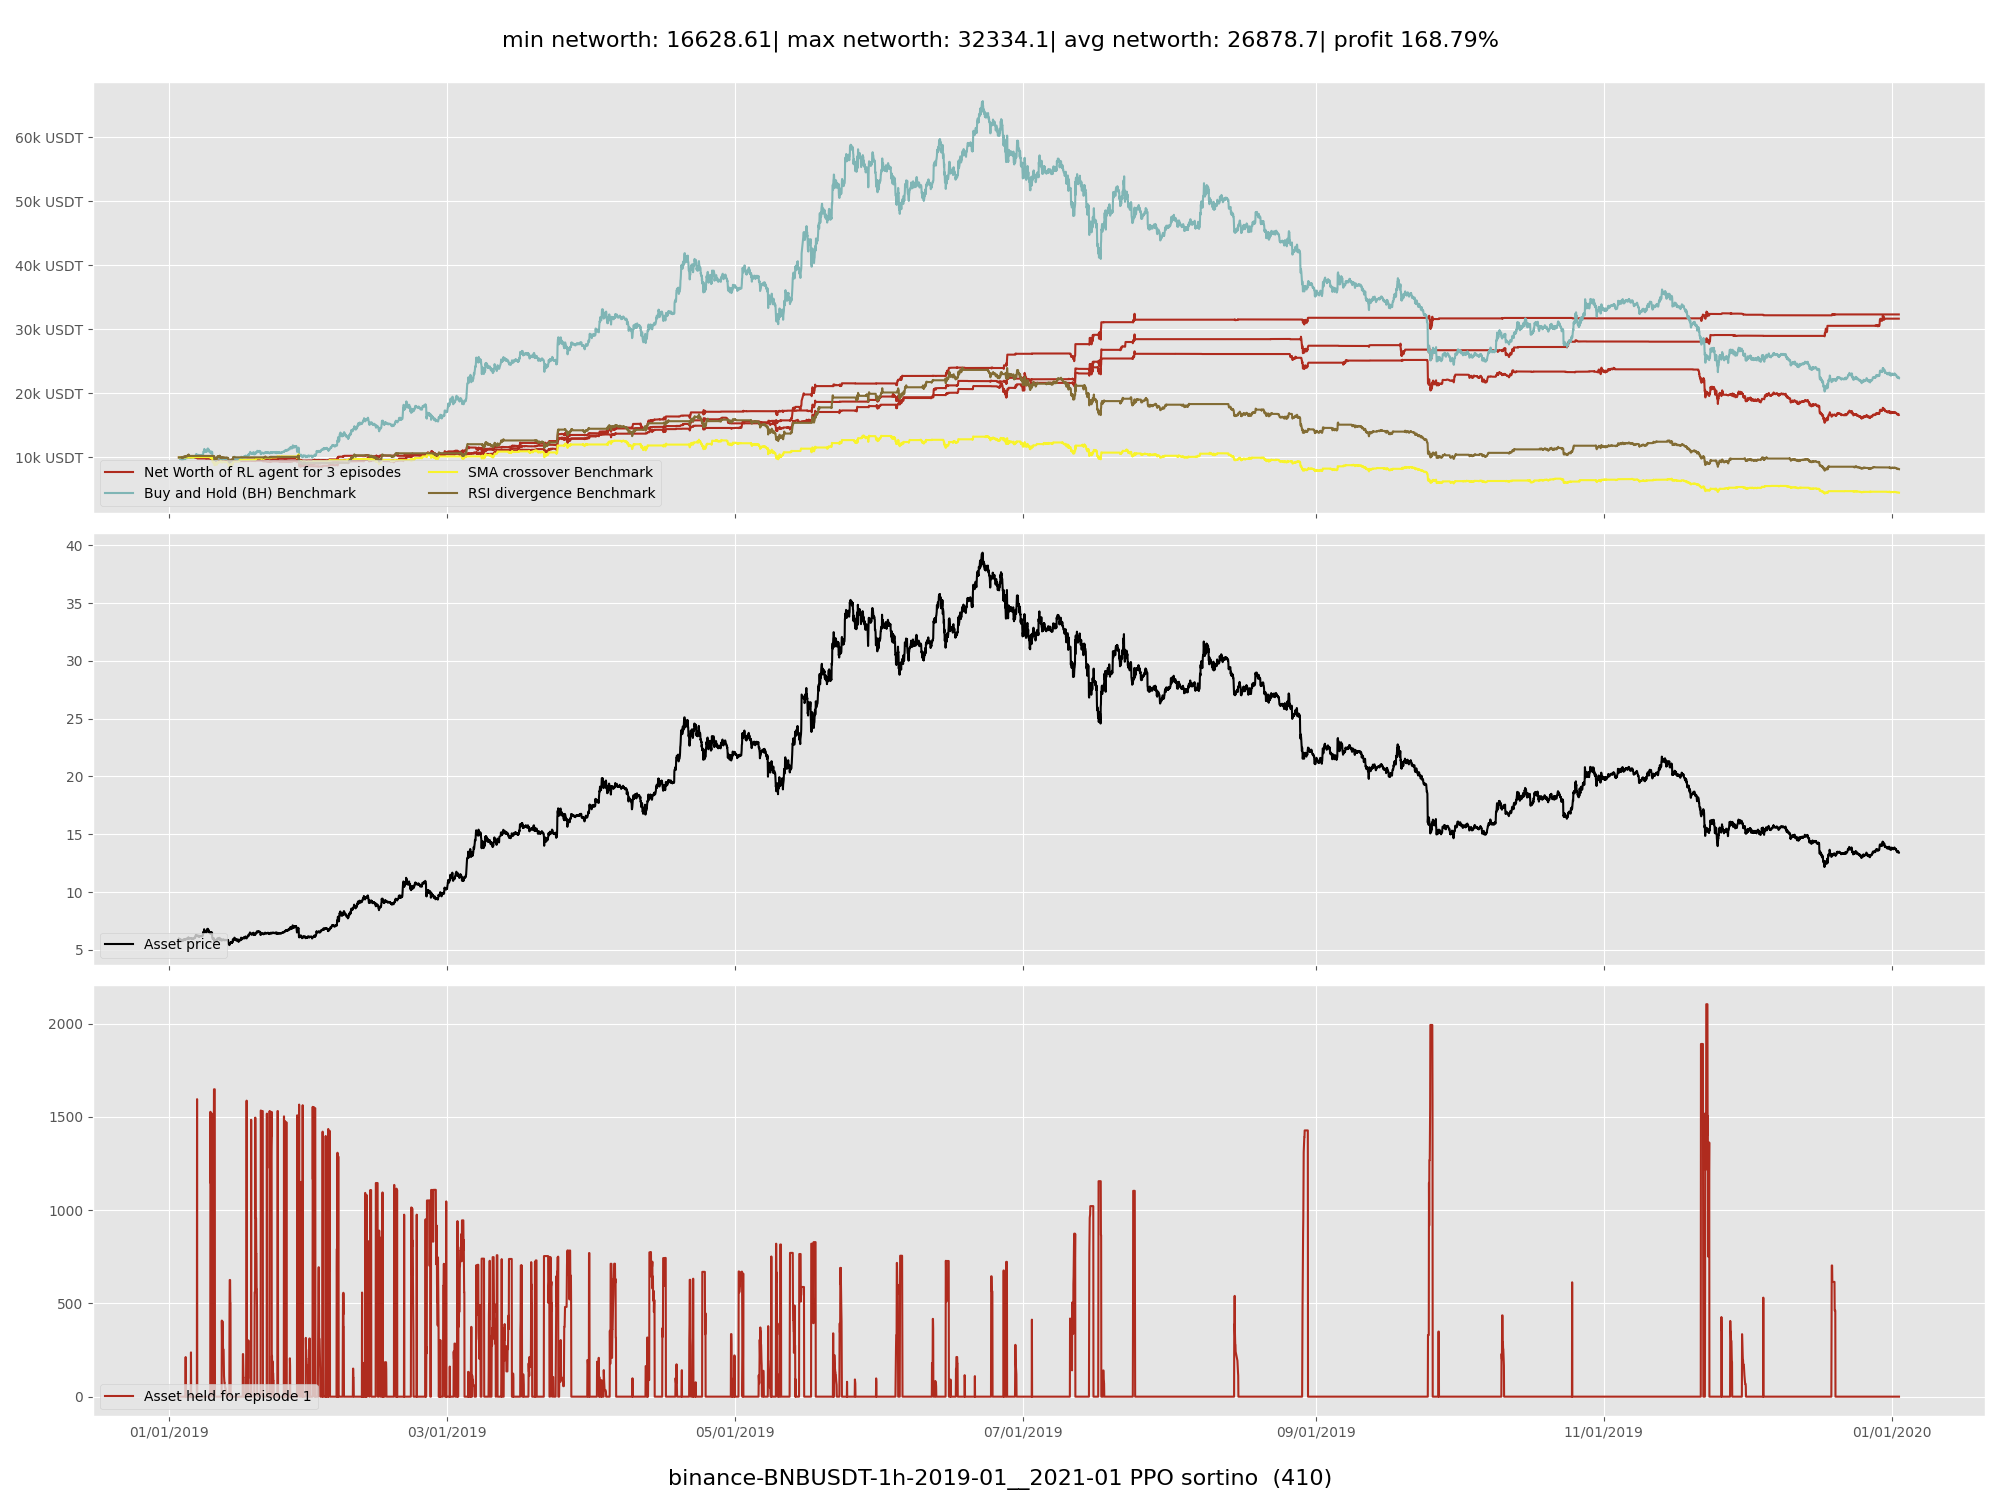 min networth: 16628.61| max networth: 32334.1| avg networth: 26878.7| profit 168.79%
60k USDT
50k USDT
40k USDT
30k USDT
20k USDT
10k USDT
Net Worth of RL agent for 3 episodes
Buy and Hold (BH) Benchmark
SMA crossover Benchmark
RSI divergence Benchmark
40
35
30
25
20
15
10
5
Asset price
2000
1500
1000
500
0
Asset held for episode 1
01/01/2019 03/01/2019 05/01/2019 07/01/2019 09/01/2019 11/01/2019 01/01/2020
binance-BNBUSDT-1h-2019-01__2021-01 PPO sortino (410)